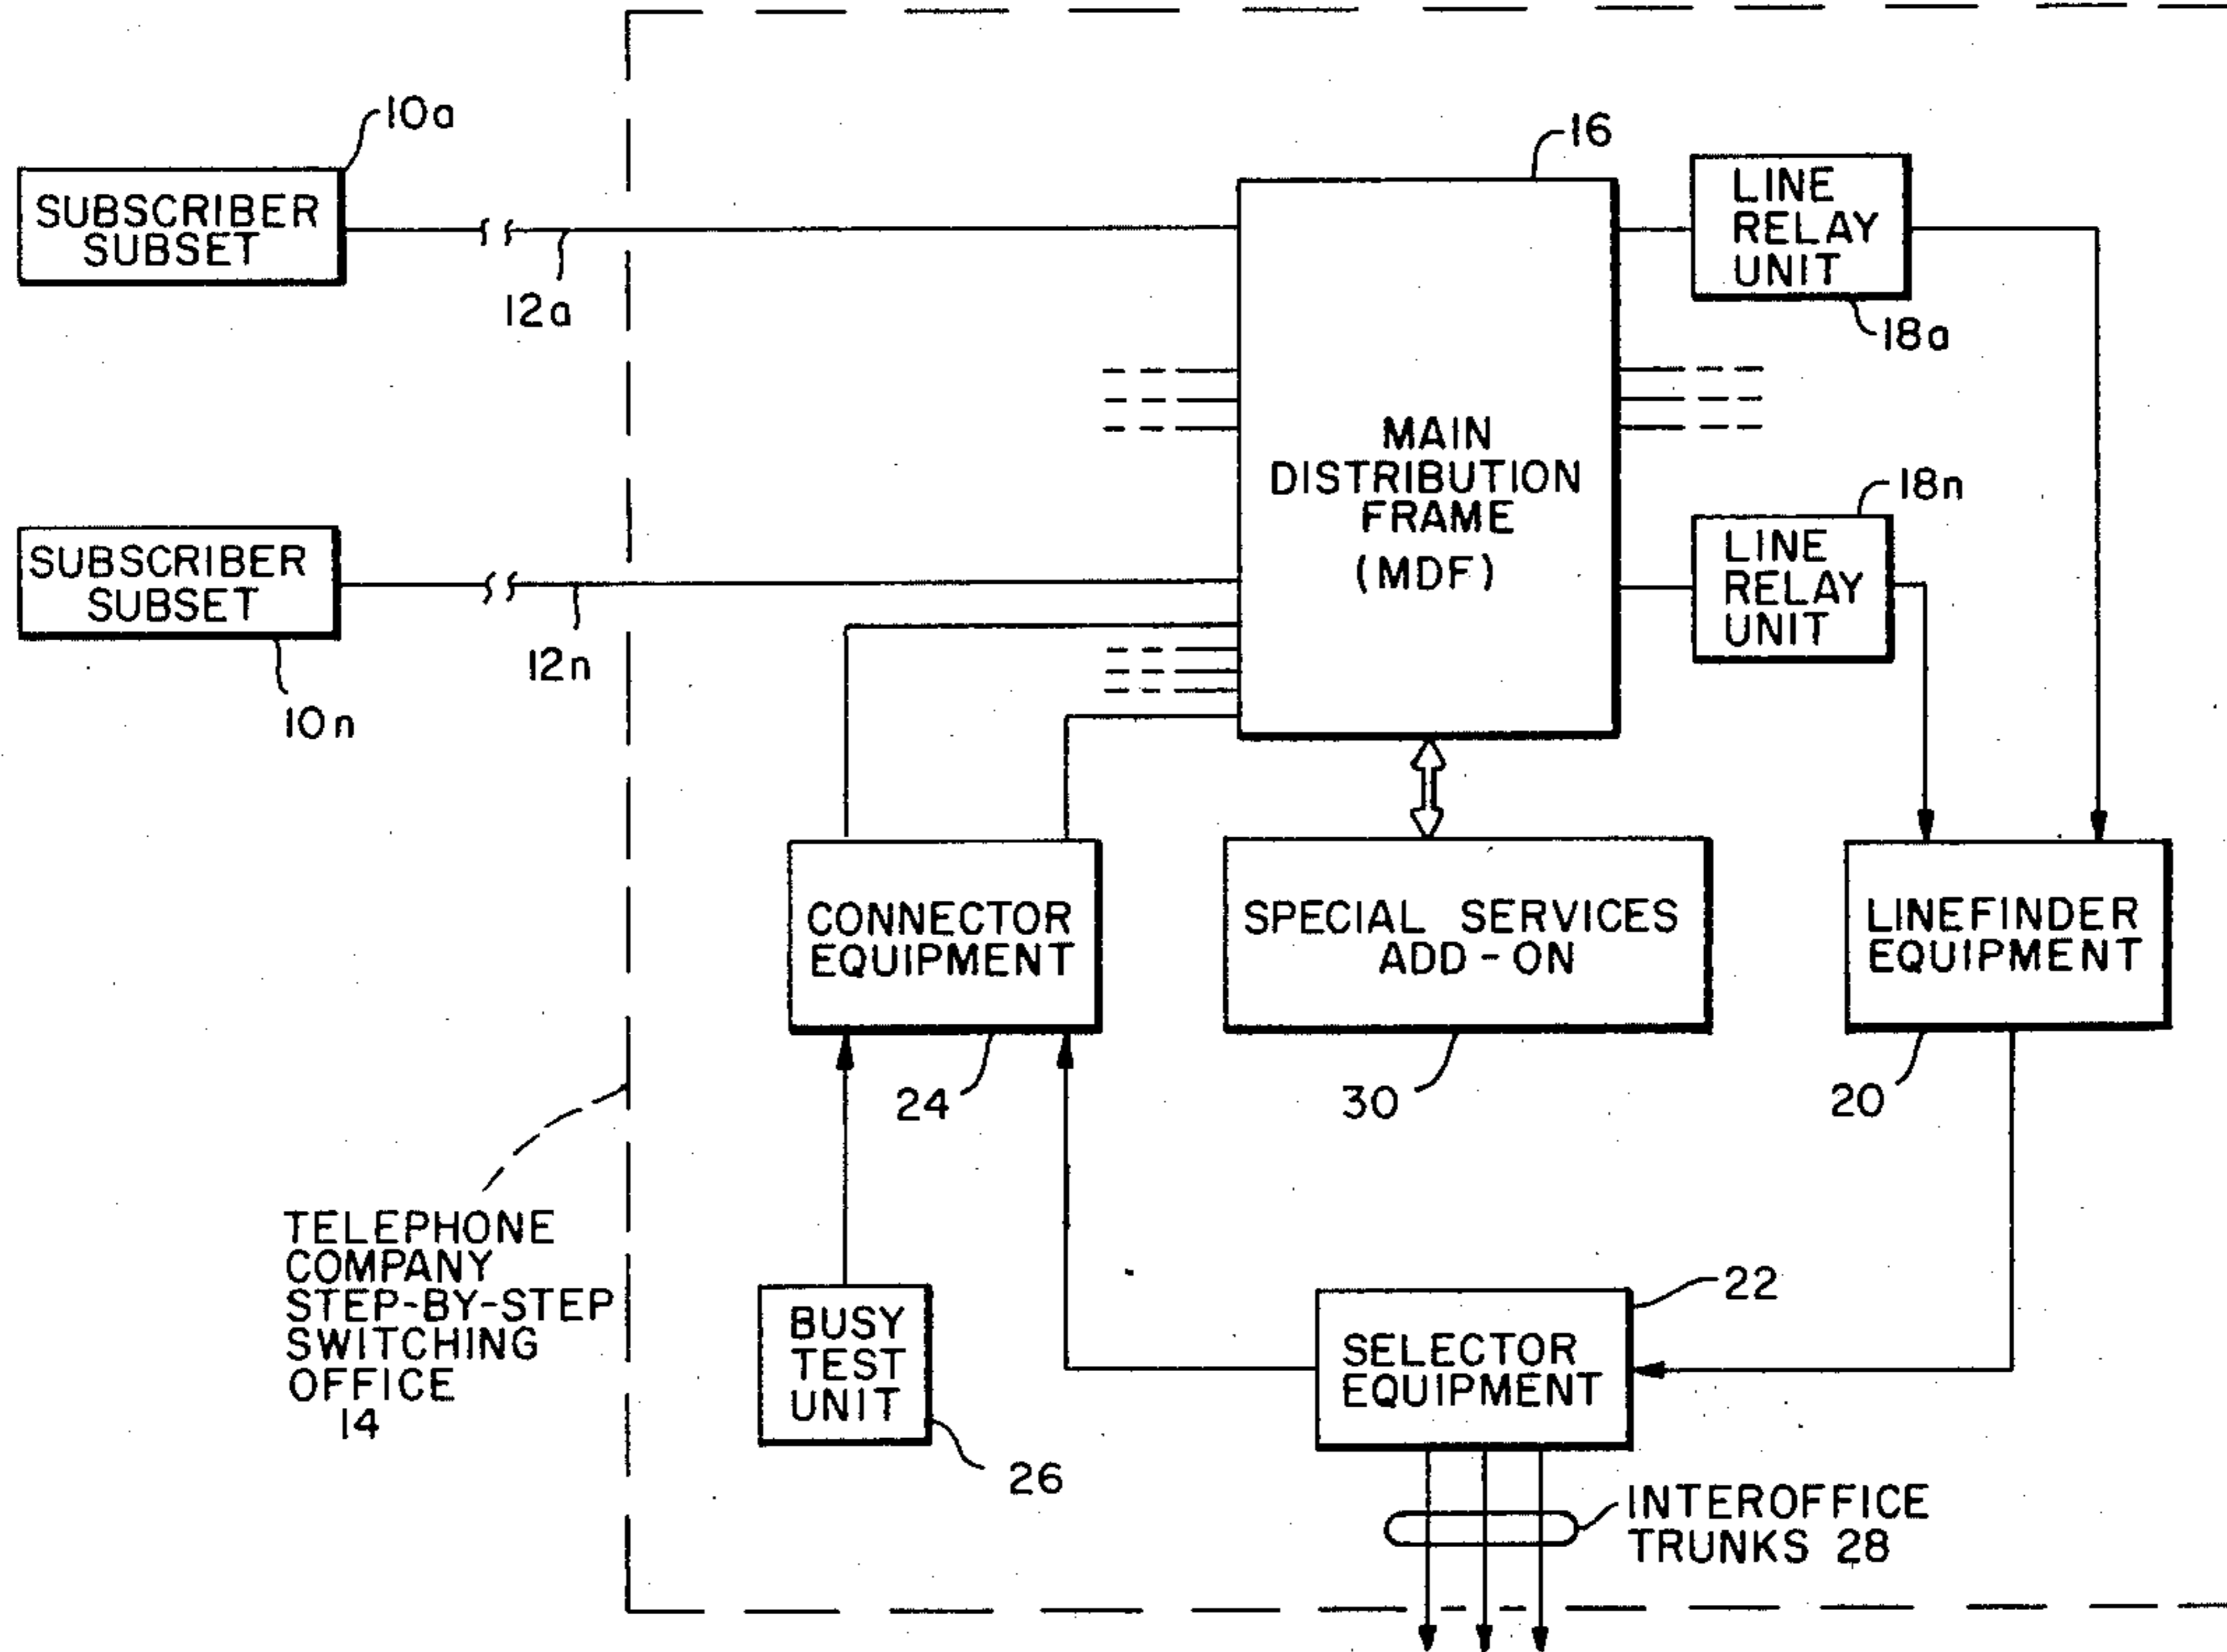 10a
SUBSCRIBER
SUBSET
12a
16
LINE
RELAY
UNIT
18a
MAIN
DISTRIBUTION
FRAME
(MDF)
SUBSCRIBER
SUBSET
12n
10n
18n
LINE
RELAY
UNIT
CONNECTOR
EQUIPMENT
24
SPECIAL SERVICES
ADD-ON
30
LINEFINDER
EQUIPMENT
20
TELEPHONE
COMPANY
STEP-BY-STEP
SWITCHING
OFFICE
14
BUSY
TEST
UNIT
26
22
SELECTOR
EQUIPMENT
INTEROFFICE
TRUNKS 28